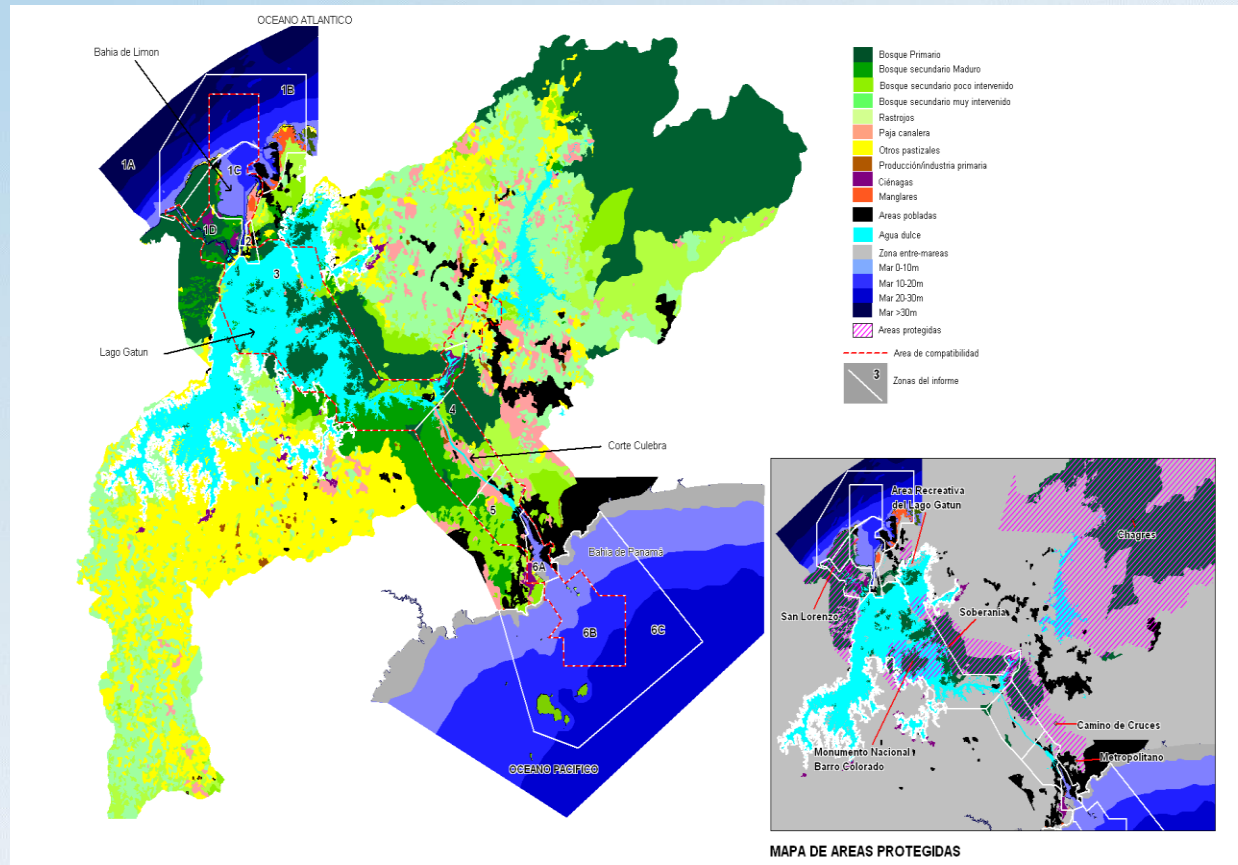 OCEANO ATLANTICO
Bahia de Limon
1B
1A
1C
1D
2
3
Lago Gatun
4
Corte Culebra
5
Bahia de Panamá
6A
6B
6C
OCEANO PACIFICO
Bosque Primario
Bosque secundario Maduro
Bosque secundario poco intervenido
Bosque secundario muy intervenido
Rastrojos
Paja canalera
Otros pastizales
Producción/industria primaria
Ciénagas
Manglares
Areas pobladas
Agua dulce
Zona entre-mareas
Mar 0-10m
Mar 10-20m
Mar 20-30m
Mar >30m
Areas protegidas
Area de compatibilidad
3
Zonas del informe
Area Recreativa
del Lago Gatun
Chagres
San Lorenzo
Soberania
Camino de Cruces
Monumento Nacional
Barro Colorado
Metropolitano
MAPA DE AREAS PROTEGIDAS